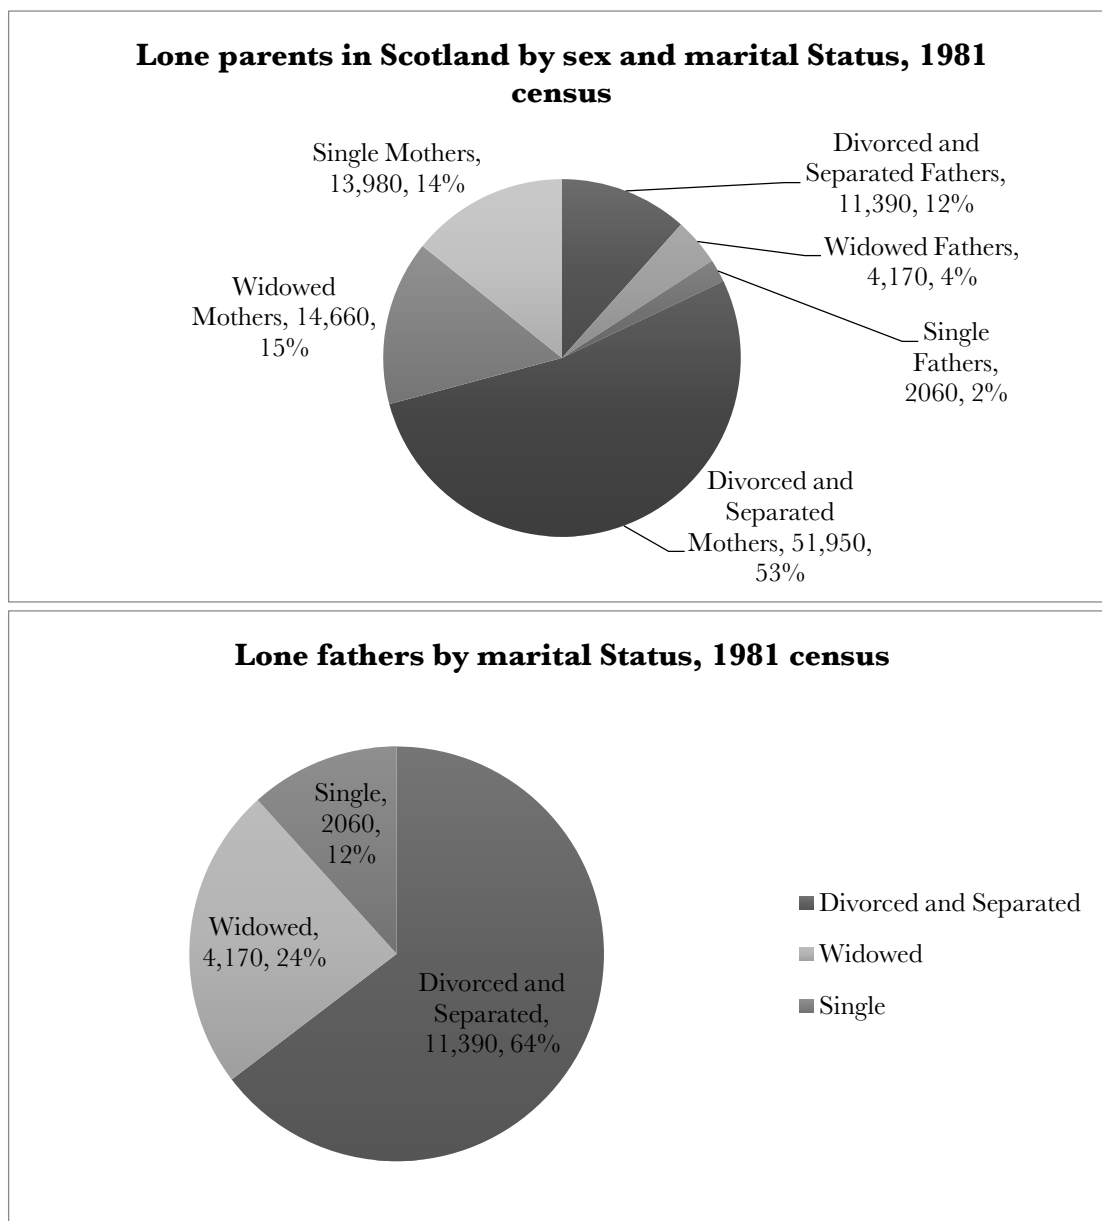 Lone parents in Scotland by sex and marital Status, 1981
census
Single Mothers,
13,980, 14%
Divorced and
Separated Fathers,
11,390, 12%
Widowed Fathers,
4,170, 4%
Widowed
Mothers, 14,660,
15%
Single
Fathers,
2060, 2%
Divorced and
Separated
Mothers, 51,950,
53%
Lone fathers by marital Status, 1981 census
Single,
2060,
12%
Widowed,
4,170, 24%
Divorced and
Separated,
11,390, 64%
Divorced and Separated
Widowed
Single